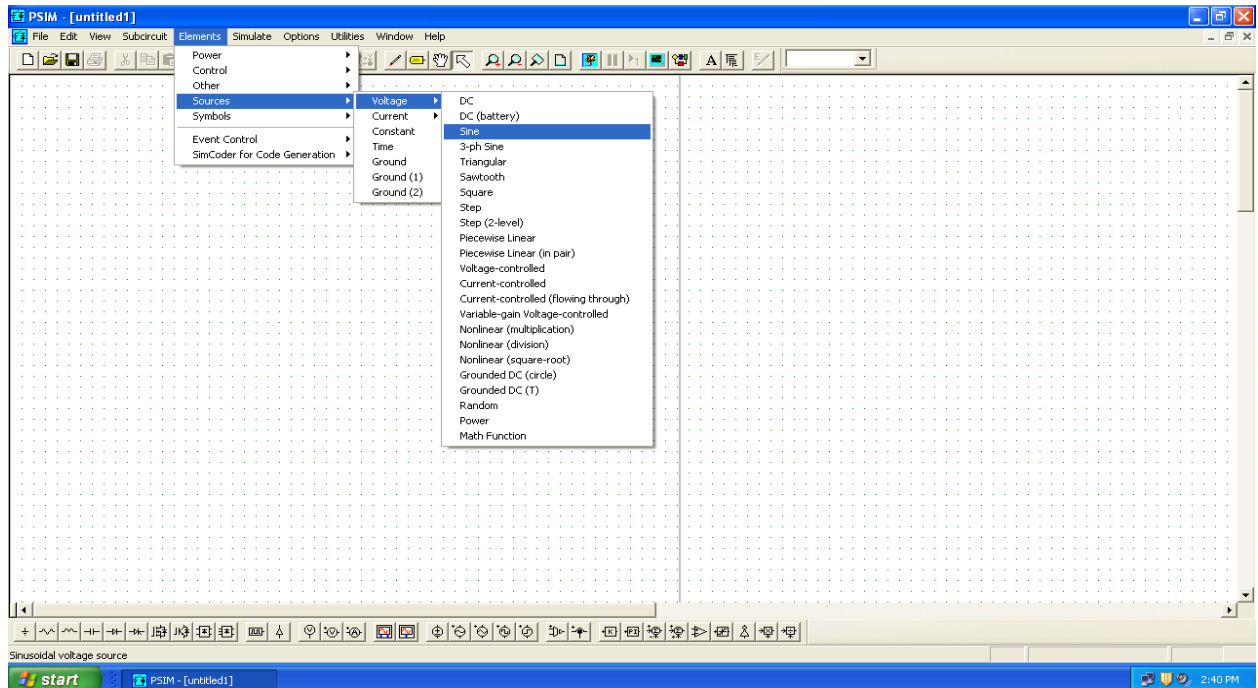 PSIM - [untitled1]
File Edit View Subcircuit Elements Simulate Options Utilities Window Help
A
Power
Control
Other
Sources
Symbols
Event Control
SimCoder for Code Generation
Voltage
Current
Constant
Time
Ground
Ground (1)
Ground (2)
DC
DC (battery)
Sine
3-ph Sine
Triangular
Sawtooth
Square
Step
Step (2-level)
Piecewise Linear
Piecewise Linear (in pair)
Voltage-controlled
Current-controlled
Current-controlled (flowing through)
Variable-gain Voltage-controlled
Nonlinear (multiplication)
Nonlinear (division)
Nonlinear (square-root)
Grounded DC (circle)
Grounded DC (T)
Random
Power
Math Function
Sinusoidal voltage source
start PSIM - [untitled1] 2:40 PM